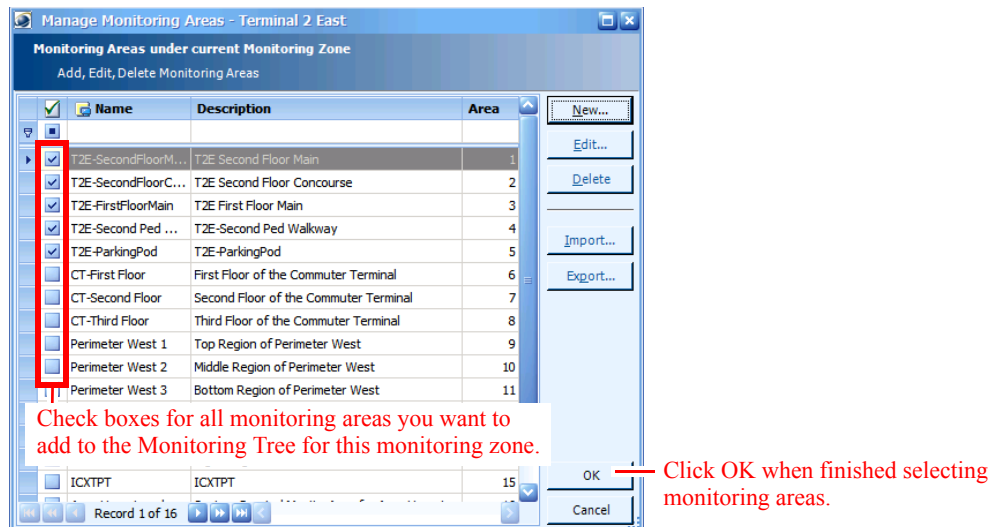 Manage Monitoring Areas - Terminal 2 East
Monitoring Areas under current Monitoring Zone
Add, Edit, Delete Monitoring Areas
Name Description Area
T2E-SecondFloorM... T2E Second Floor Main 1
T2E-SecondFloorC... T2E Second Floor Concourse 2
T2E-FirstFloorMain T2E First Floor Main 3
T2E-Second Ped ... T2E-Second Ped Walkway 4
T2E-ParkingPod T2E-ParkingPod 5
CT-First Floor First Floor of the Commuter Terminal 6
CT-Second Floor Second Floor of the Commuter Terminal 7
CT-Third Floor Third Floor of the Commuter Terminal 8
Perimeter West 1 Top Region of Perimeter West 9
Perimeter West 2 Middle Region of Perimeter West 10
Perimeter West 3 Bottom Region of Perimeter West 11
Check boxes for all monitoring areas you want to
add to the Monitoring Tree for this monitoring zone.
ICXTPT ICXTPT 15
Record 1 of 16
New...
Edit...
Delete
Import...
Export...
OK
Cancel
Click OK when finished selecting
monitoring areas.